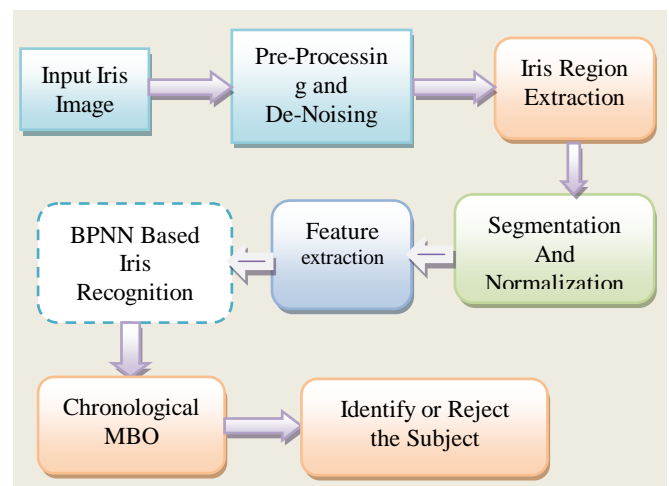 Input Iris
Image
Pre-Processin
g and
De-Noising
Iris Region
Extraction
Segmentation
And
Normalization
Feature
extraction
BPNN Based
Iris
Recognition
Chronological
MBO
Identify or Reject
the Subject